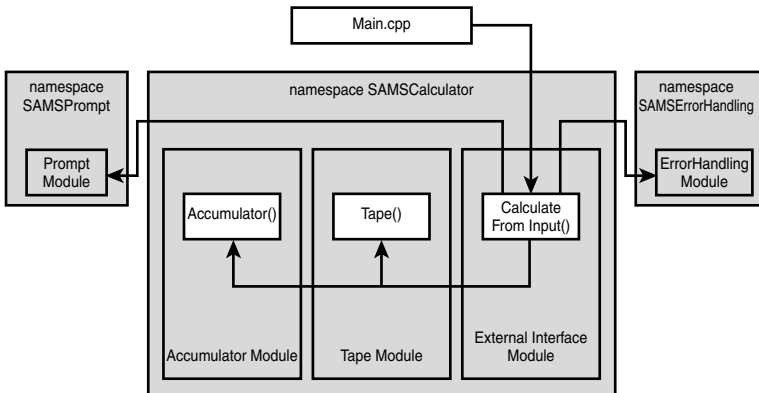 Main.cpp
namespace
SAMSPrompt
namespace SAMSCalculator
namespace
SAMSErrorHandling
Prompt
Module
ErrorHandling
Module
Accumulator()
Tape()
Calculate
From Input()
Accumulator Module
Tape Module
External Interface
Module